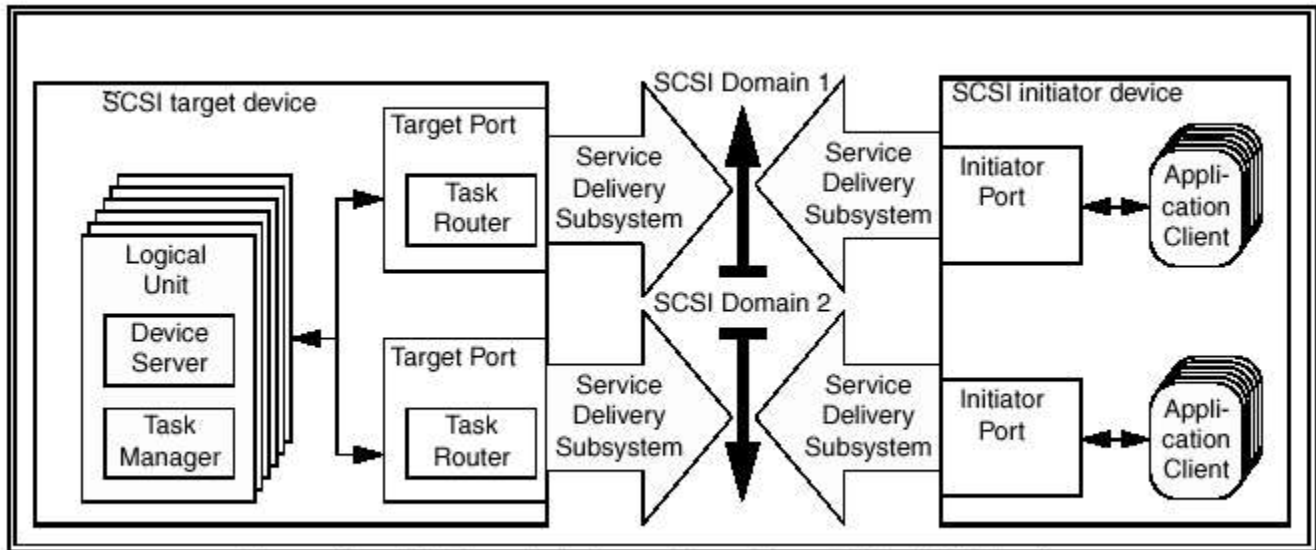 SCSI target device
Logical
Unit
Device
Server
Task
Manager
Target Port
Task
Router
Target Port
Task
Router
Service
Delivery
Subsystem
Service
Delivery
Subsystem
SCSI Domain 1
SCSI Domain 2
Service
Delivery
Subsystem
Service
Delivery
Subsystem
SCSI initiator device
Initiator
Port
Appli-
cation
Client
Initiator
Port
Appli-
cation
Client